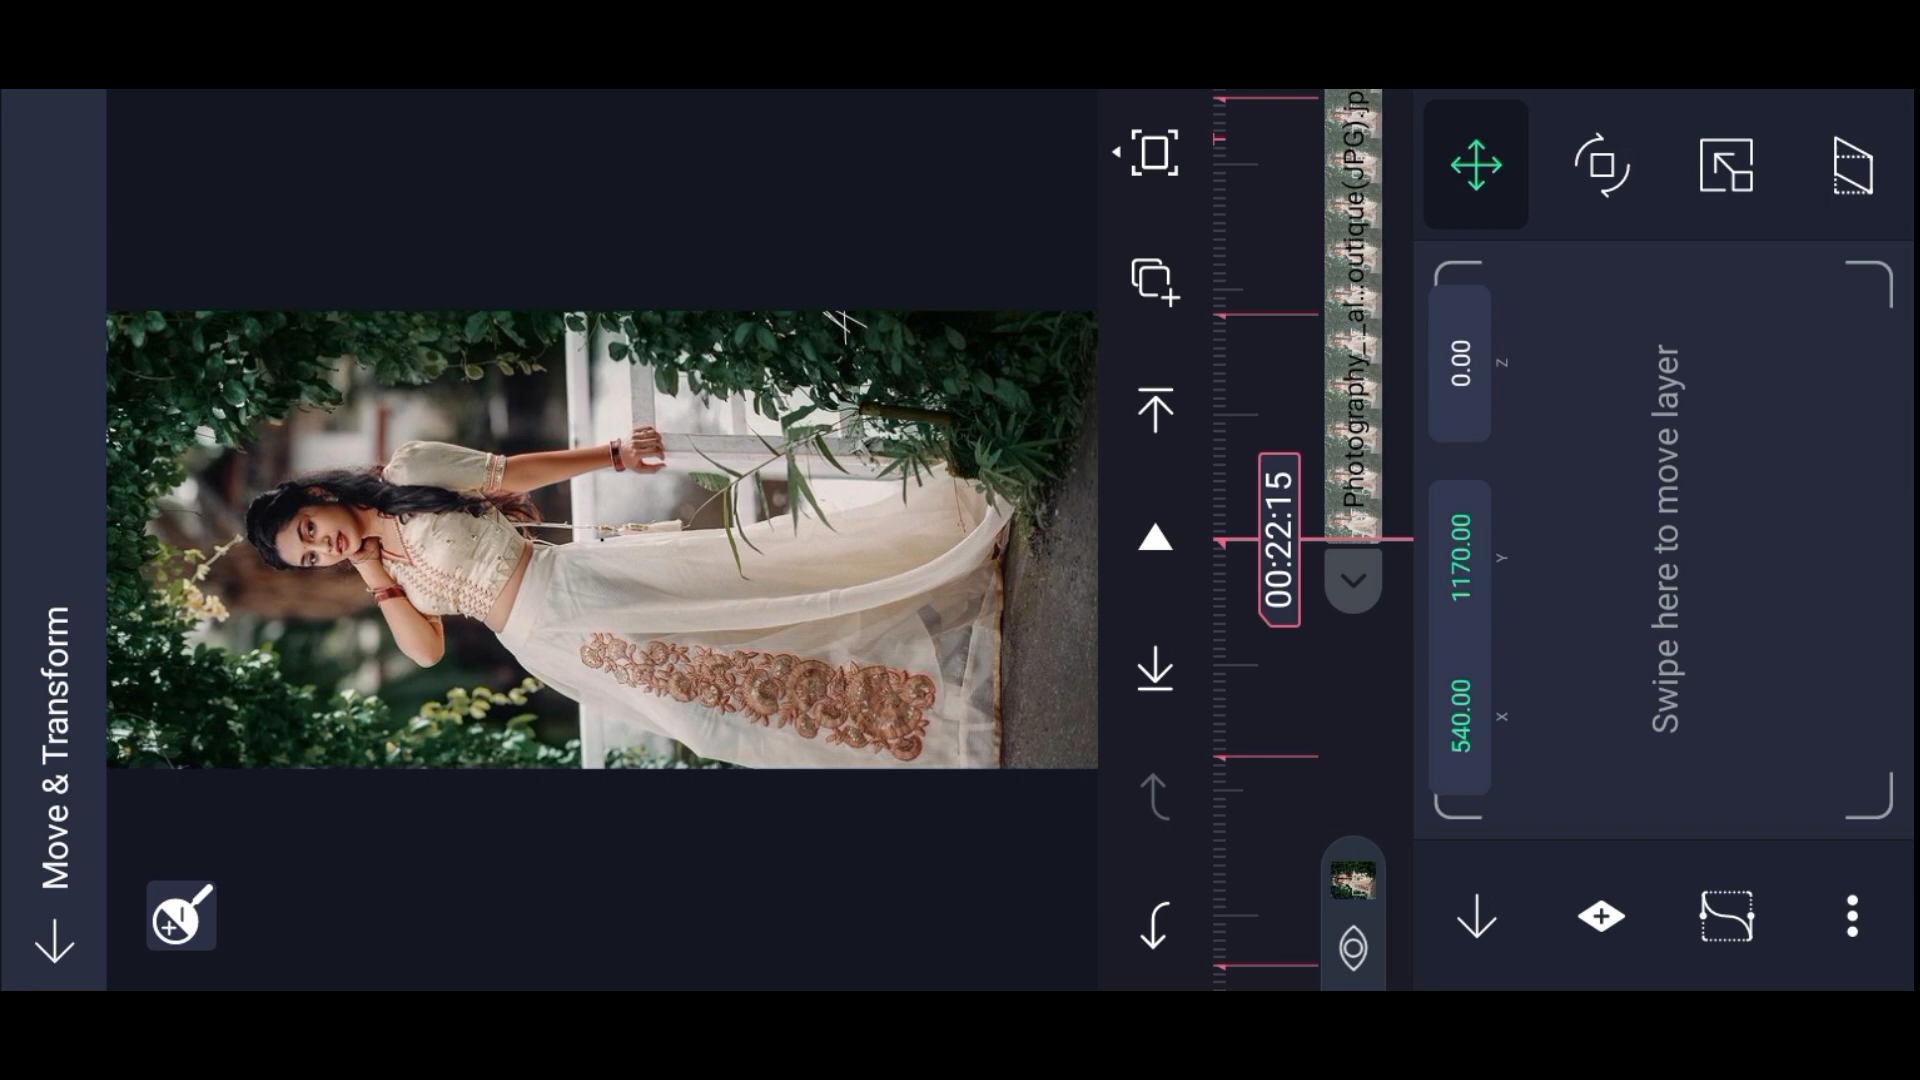 Move & Transform
00:22:15
Photography_-_al...outique(JPG).jp
540.00
X
1170.00
Y
0.00
Z
Swipe here to move layer